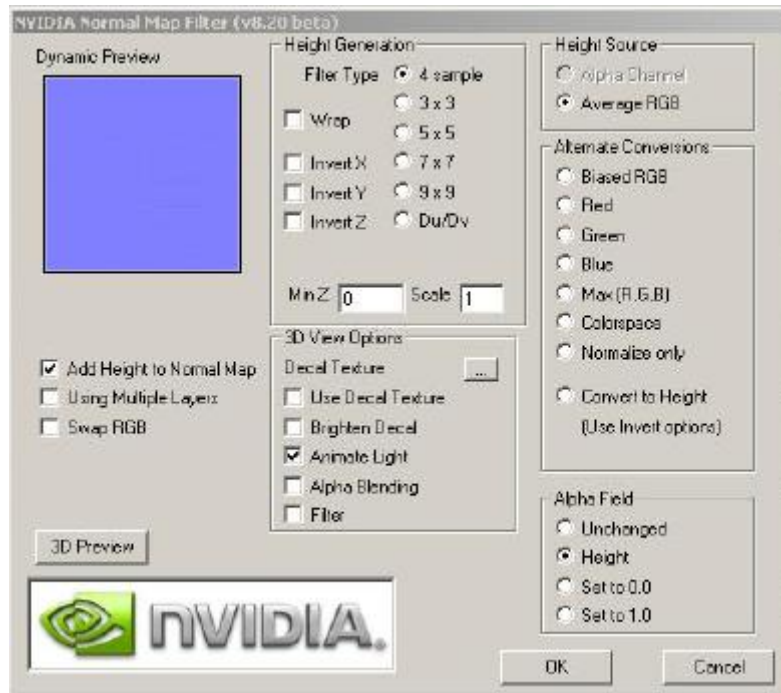 NVIDIA Normal Map Filter (v8.20 beta)
Dynamic Preview
Add Height to Normal Map
Using Multiple Layers
Swap RGB
3D Preview
NVIDIA.
Height Generation
Filter Type
4 sample
3 x 3
Wrap
5 x 5
Invert X
7 x 7
Invert Y
9 x 9
Invert Z
Du/Dv
Min Z 0
Scale 1
3D View Options
Decal Texture ...
Use Decal Texture
Brighten Decal
Animate Light
Alpha Blending
Filter
Height Source
Alpha Channel
Average RGB
Alternate Conversions
Biased RGB
Red
Green
Blue
Max (R,G,B)
Colorspace
Normalize only
Convert to Height
(Use Invert options)
Alpha Field
Unchanged
Height
Set to 0.0
Set to 1.0
OK
Cancel